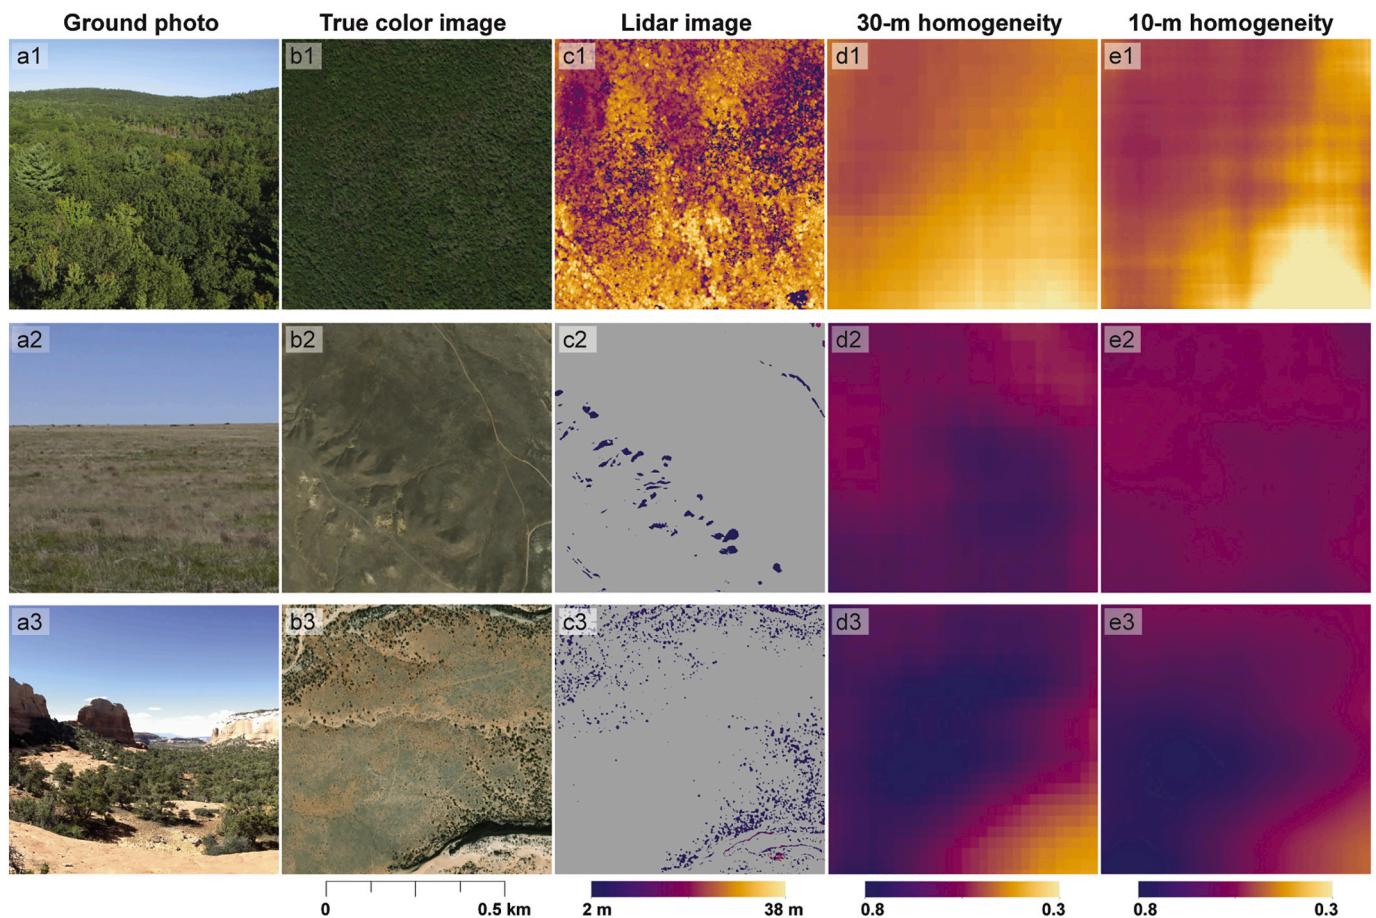 Ground photo True color image Lidar image 30-m homogeneity 10-m homogeneity
a1 b1 c1 d1 e1
a2 b2 c2 d2 e2
a3 b3 c3 d3 e3
0 0.5 km 2 m 38 m 0.8 0.3 0.8 0.3